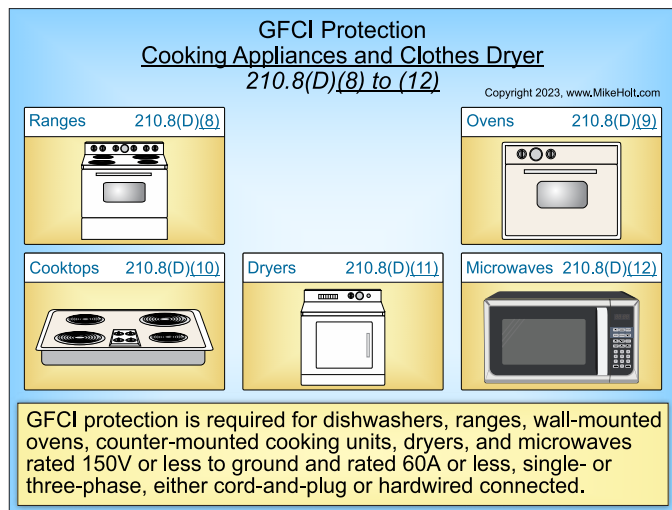 GFCI Protection
Cooking Appliances and Clothes Dryer
210.8(D)(8) to (12)
Copyright 2023, www.MikeHolt.com
Ranges 210.8(D)(8)
Ovens 210.8(D)(9)
Cooktops 210.8(D)(10)
Dryers 210.8(D)(11)
Microwaves 210.8(D)(12)
GFCI protection is required for dishwashers, ranges, wall-mounted
ovens, counter-mounted cooking units, dryers, and microwaves
rated 150V or less to ground and rated 60A or less, single- or
three-phase, either cord-and-plug or hardwired connected.